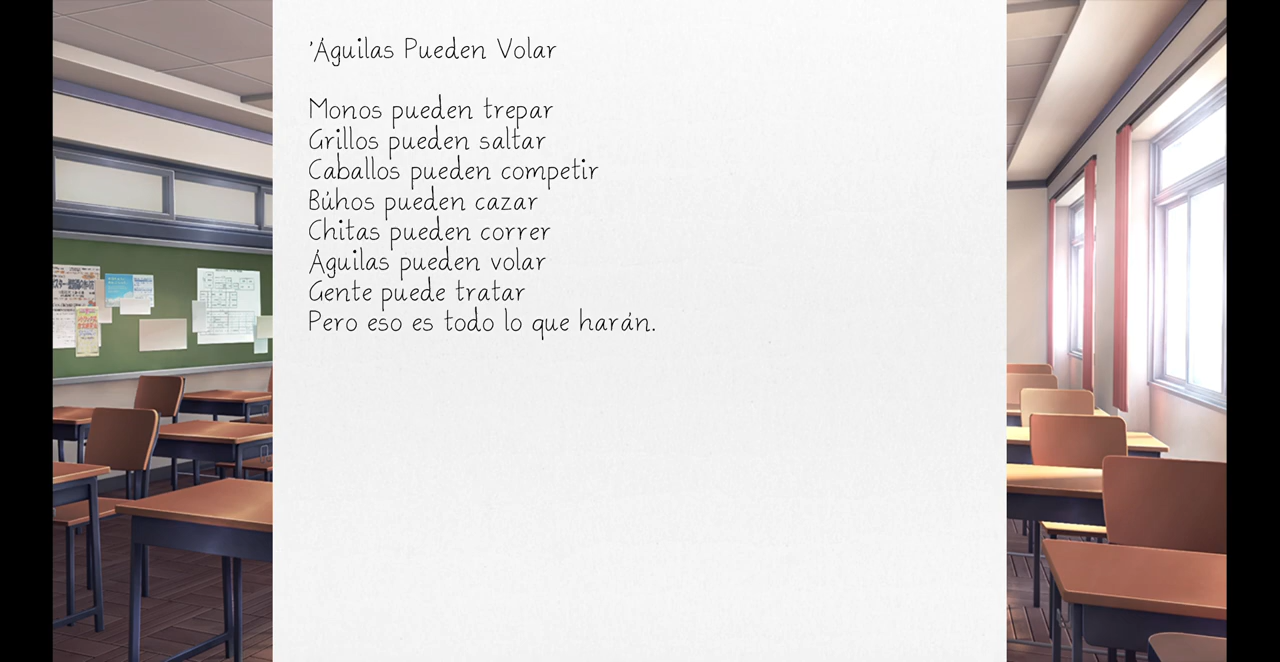 'Águilas Pueden Volar
Monos pueden trepar
Grillos pueden saltar
Caballos pueden competir
Búhos pueden cazar
Chitas pueden correr
Águilas pueden volar
Gente puede tratar
Pero eso es todo lo que harán.